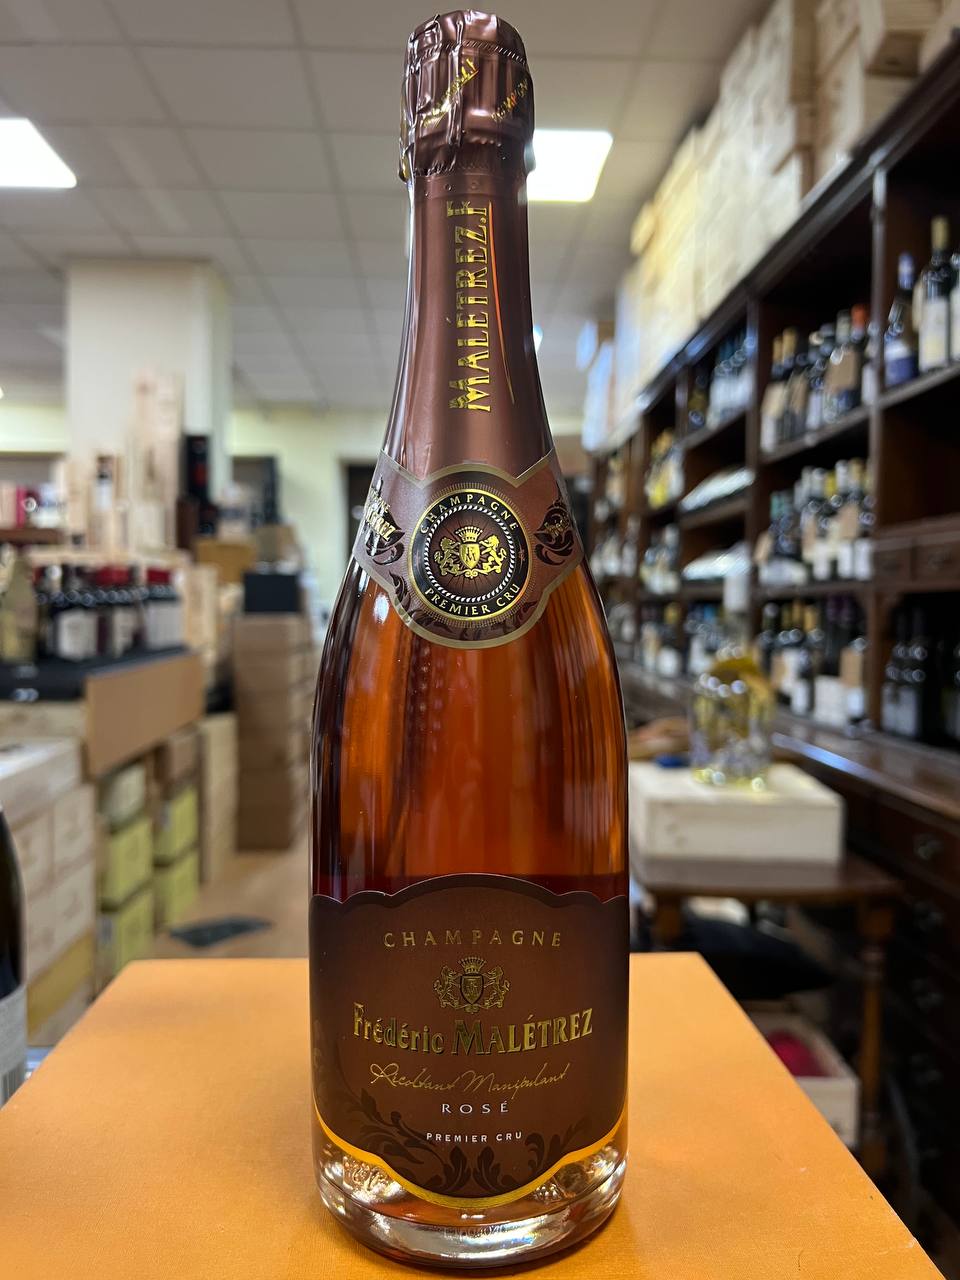 MALÉTREZ.F
CHAMPAGNE
PREMIER CRU
CHAMPAGNE
Frédéric MALÉTREZ
Récoltant Manipulant
ROSÉ
PREMIER CRU